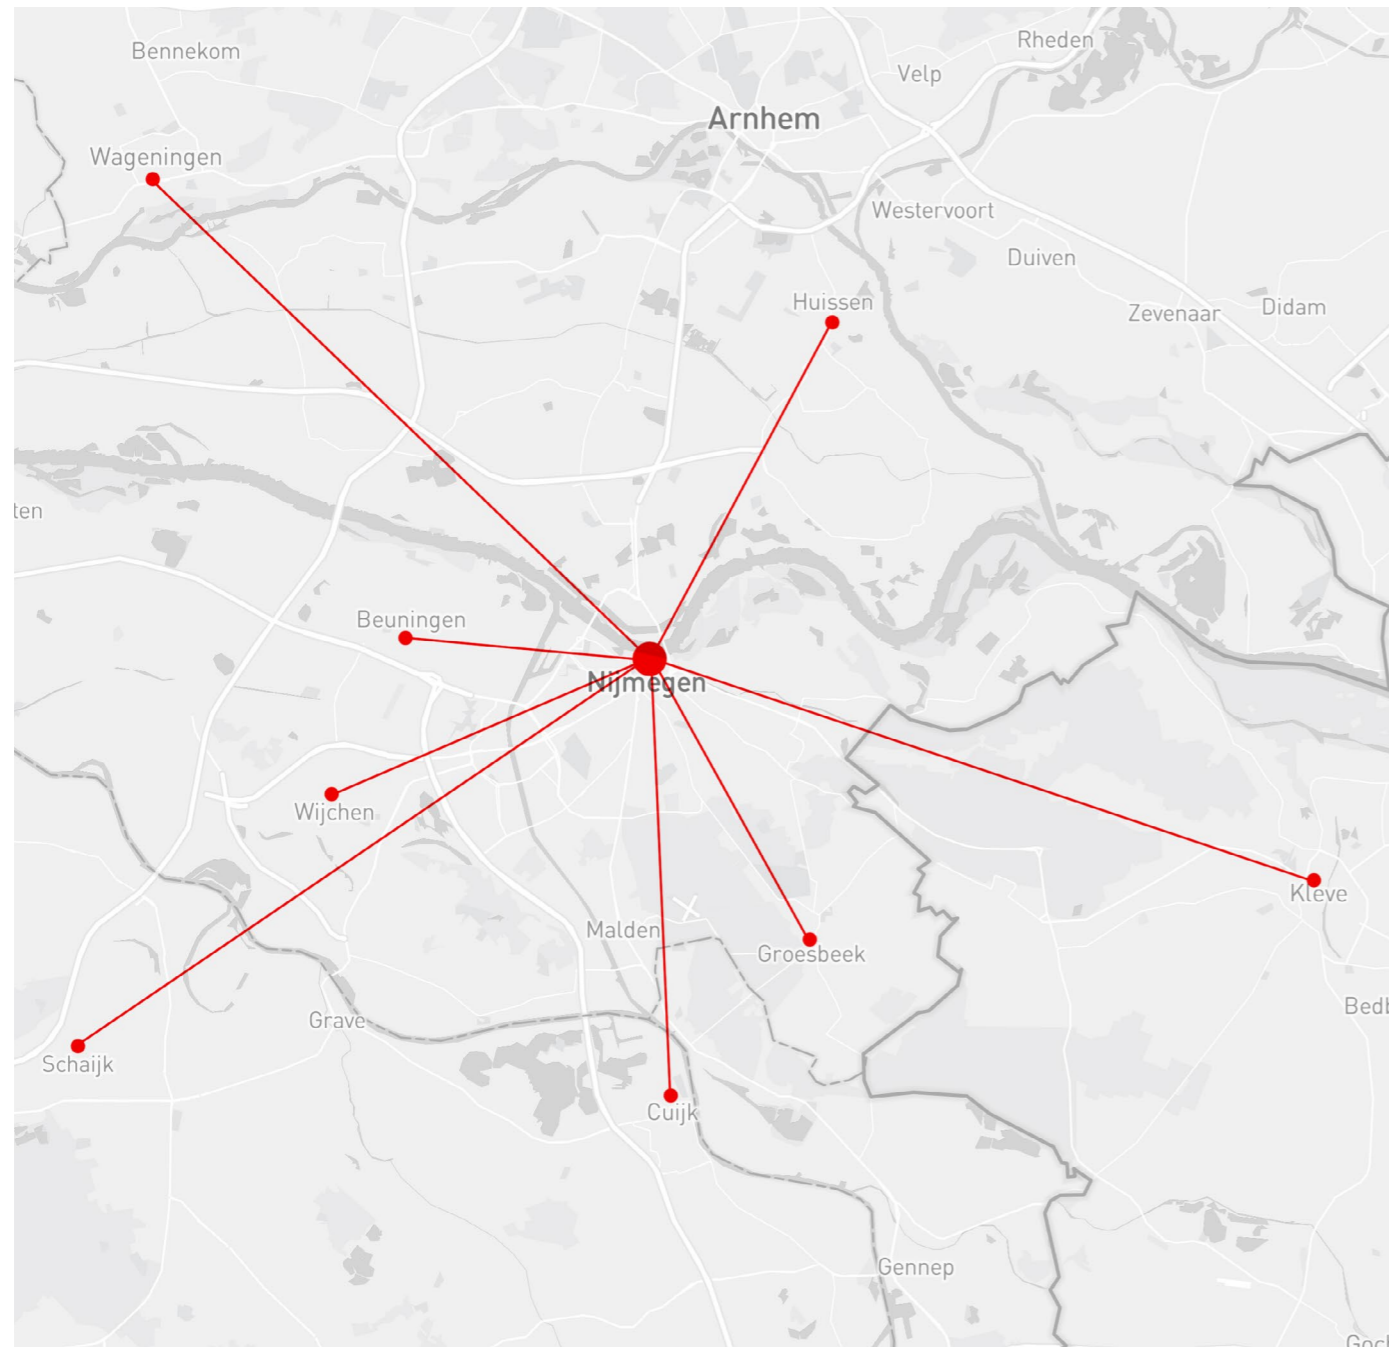 Bennekom
Rheden
Velp
Arnhem
Wageningen
Westervoort
Duiven
Huissen
Zevenaar
Didam
ten
Beuningen
Nijmegen
Wijchen
Kleve
Malden
Groesbeek
Bedb
Grave
Schaijk
Cuijk
Gennep
Goch